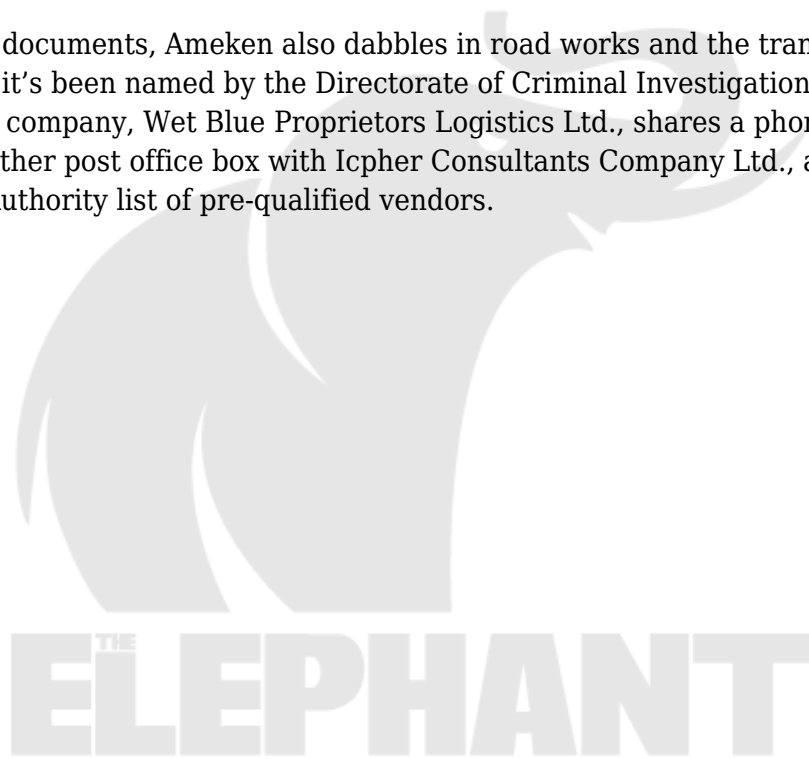 documents, Ameken also dabbles in road works and the
it's been named by the Directorate of Criminal Investigation
company, Wet Blue Proprietors Logistics Ltd., shares a
ther post office box with Icpher Consultants Company Ltd., a
uthority list of pre-qualified vendors.
THE
ELEPHANT